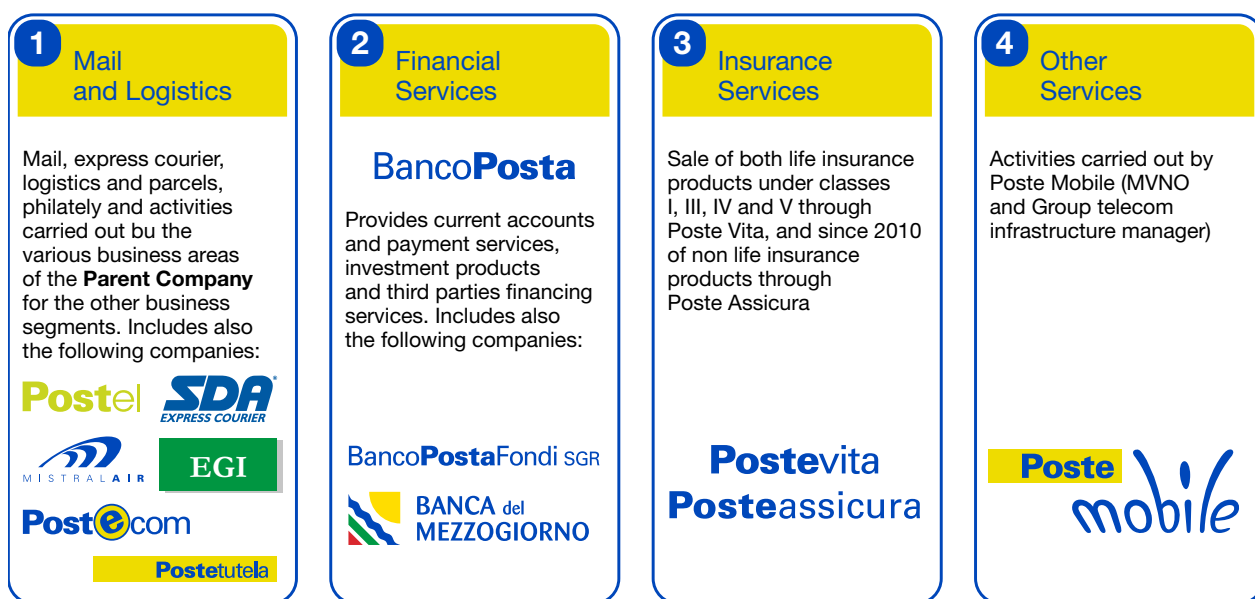 1
Mail
and Logistics
Mail, express courier,
logistics and parcels,
philately and activities
carried out bu the
various business areas
of the Parent Company
for the other business
segments. Includes also
the following companies:
Postel
SDA
EXPRESS COURIER
MISTRALAIR
EGI
Postecom
Postetutela
2
Financial
Services
BancoPosta
Provides current accounts
and payment services,
investment products
and third parties financing
services. Includes also
the following companies:
BancoPostaFondi SGR
BANCA del
MEZZOGIORNO
3
Insurance
Services
Sale of both life insurance
products under classes
I, III, IV and V through
Poste Vita, and since 2010
of non life insurance
products through
Poste Assicura
Postevita
Posteassicura
4
Other
Services
Activities carried out by
Poste Mobile (MVNO
and Group telecom
infrastructure manager)
Poste
mobile